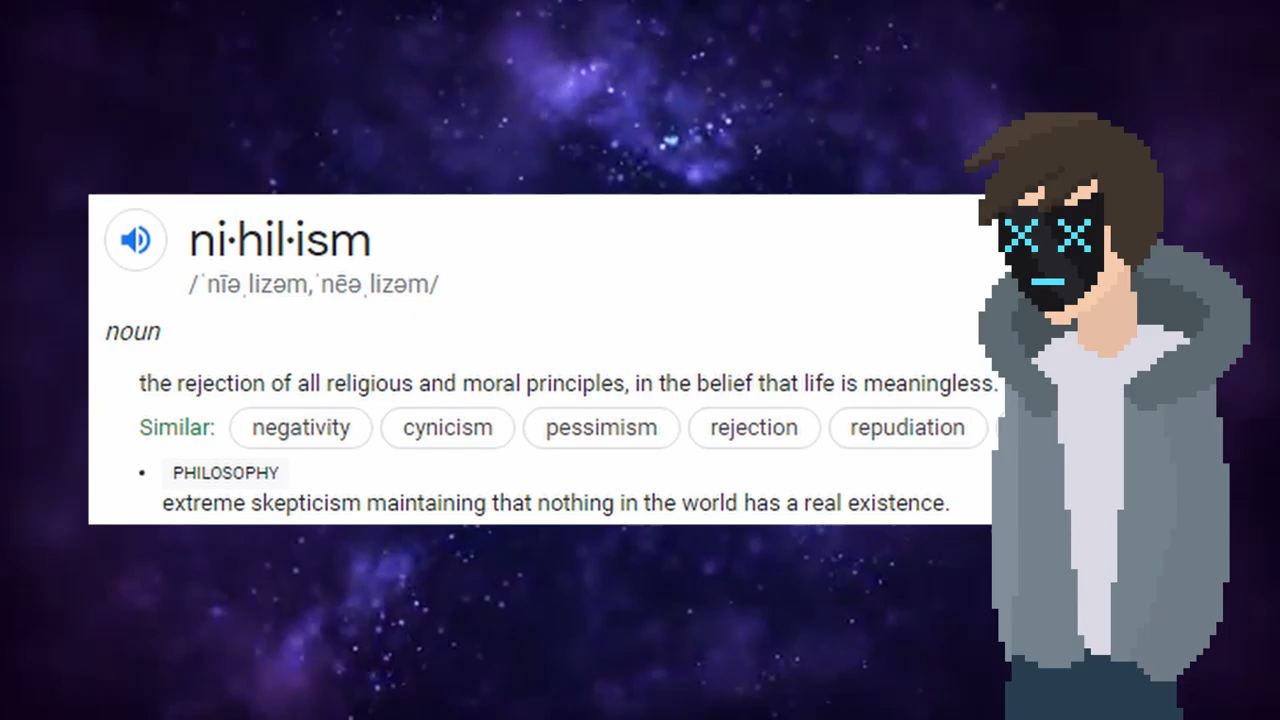 ni·hil·ism
/ˈnīəˌlizəm,ˈnēəˌlizəm/
noun
the rejection of all religious and moral principles, in the belief that life is meaningless.
Similar: negativity cynicism pessimism rejection repudiation
• PHILOSOPHY
extreme skepticism maintaining that nothing in the world has a real existence.